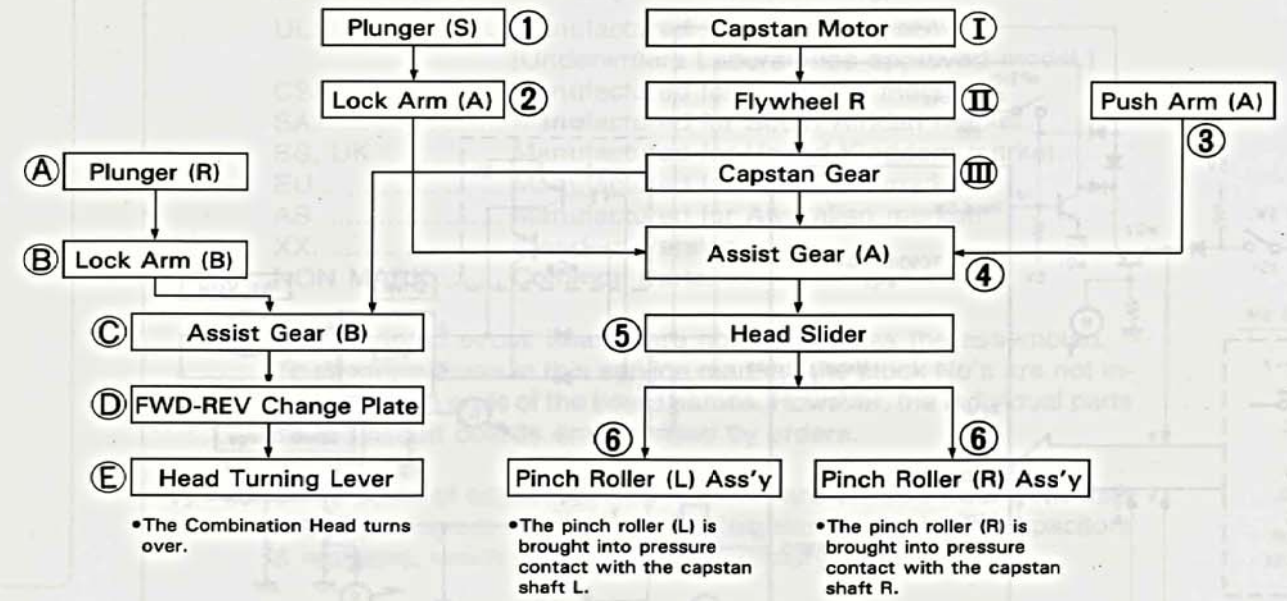 Plunger (S) ①
Capstan Motor Ⅰ
Lock Arm (A) ②
Flywheel R Ⅱ
Push Arm (A)
③
Ⓐ Plunger (R)
Capstan Gear Ⅲ
Ⓑ Lock Arm (B)
Assist Gear (A)
④
Ⓒ Assist Gear (B)
⑤ Head Slider
Ⓓ FWD-REV Change Plate
⑥
⑥
Ⓔ Head Turning Lever
Pinch Roller (L) Ass'y
Pinch Roller (R) Ass'y
•The Combination Head turns
over.
•The pinch roller (L) is
brought into pressure
contact with the capstan
shaft L.
•The pinch roller (R) is
brought into pressure
contact with the capstan
shaft R.